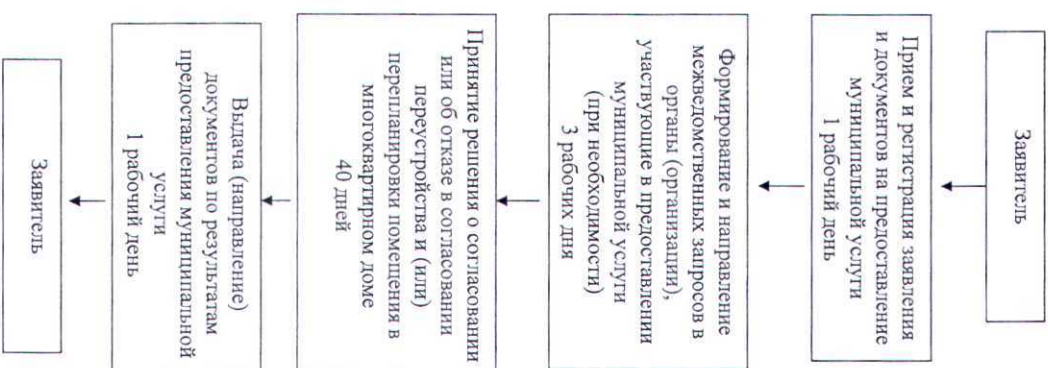 Заявитель
Прием и регистрация заявления
и документов на предоставление
муниципальной услуги
1 рабочий день
Формирование и направление
межведомственных запросов в
органы (организации),
участвующие в предоставлении
муниципальной услуги
(при необходимости)
3 рабочих дня
Принятие решения о согласовании
или об отказе в согласовании
переустройства и (или)
перепланировки помещения в
многоквартирном доме
40 дней
Выдача (направление)
документов по результатам
предоставления муниципальной
услуги
1 рабочий день
Заявитель